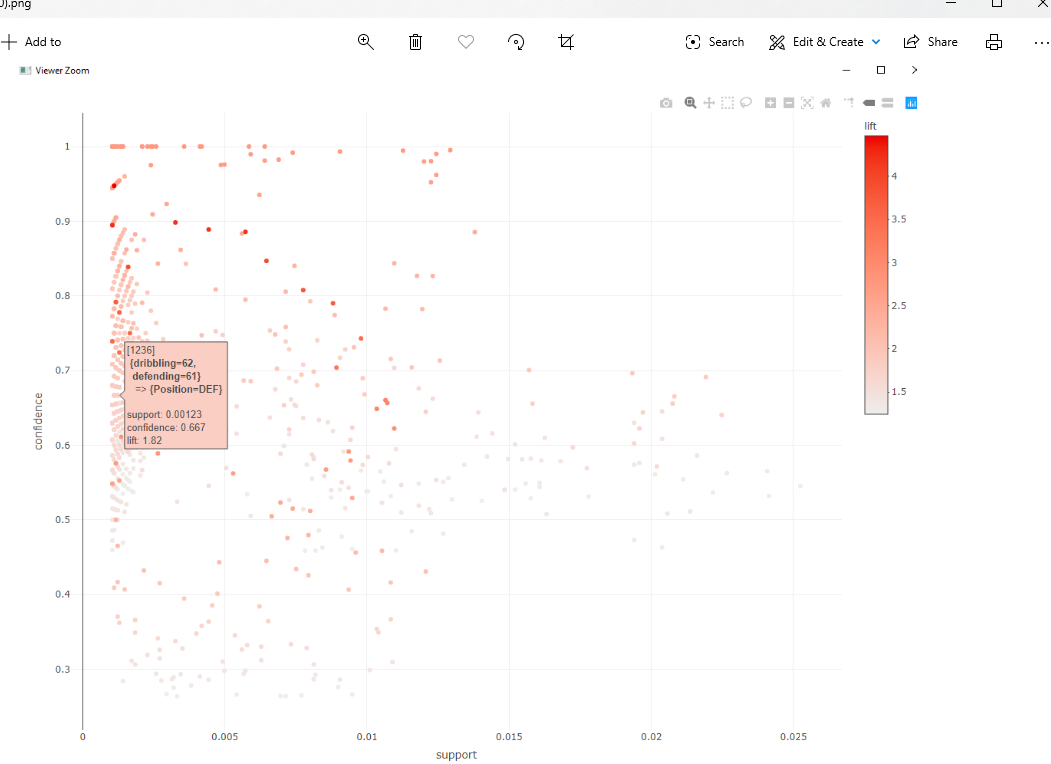 0).png
Add to
Search
Edit & Create
Share
Viewer Zoom
lift
4
3.5
3
2.5
2
1.5
1
0.9
0.8
0.7
0.6
0.5
0.4
0.3
confidence
[1236]
{dribbling=62,
defending=61}
=> {Position=DEF}
support: 0.00123
confidence: 0.667
lift: 1.82
0
0.005
0.01
0.015
0.02
0.025
support